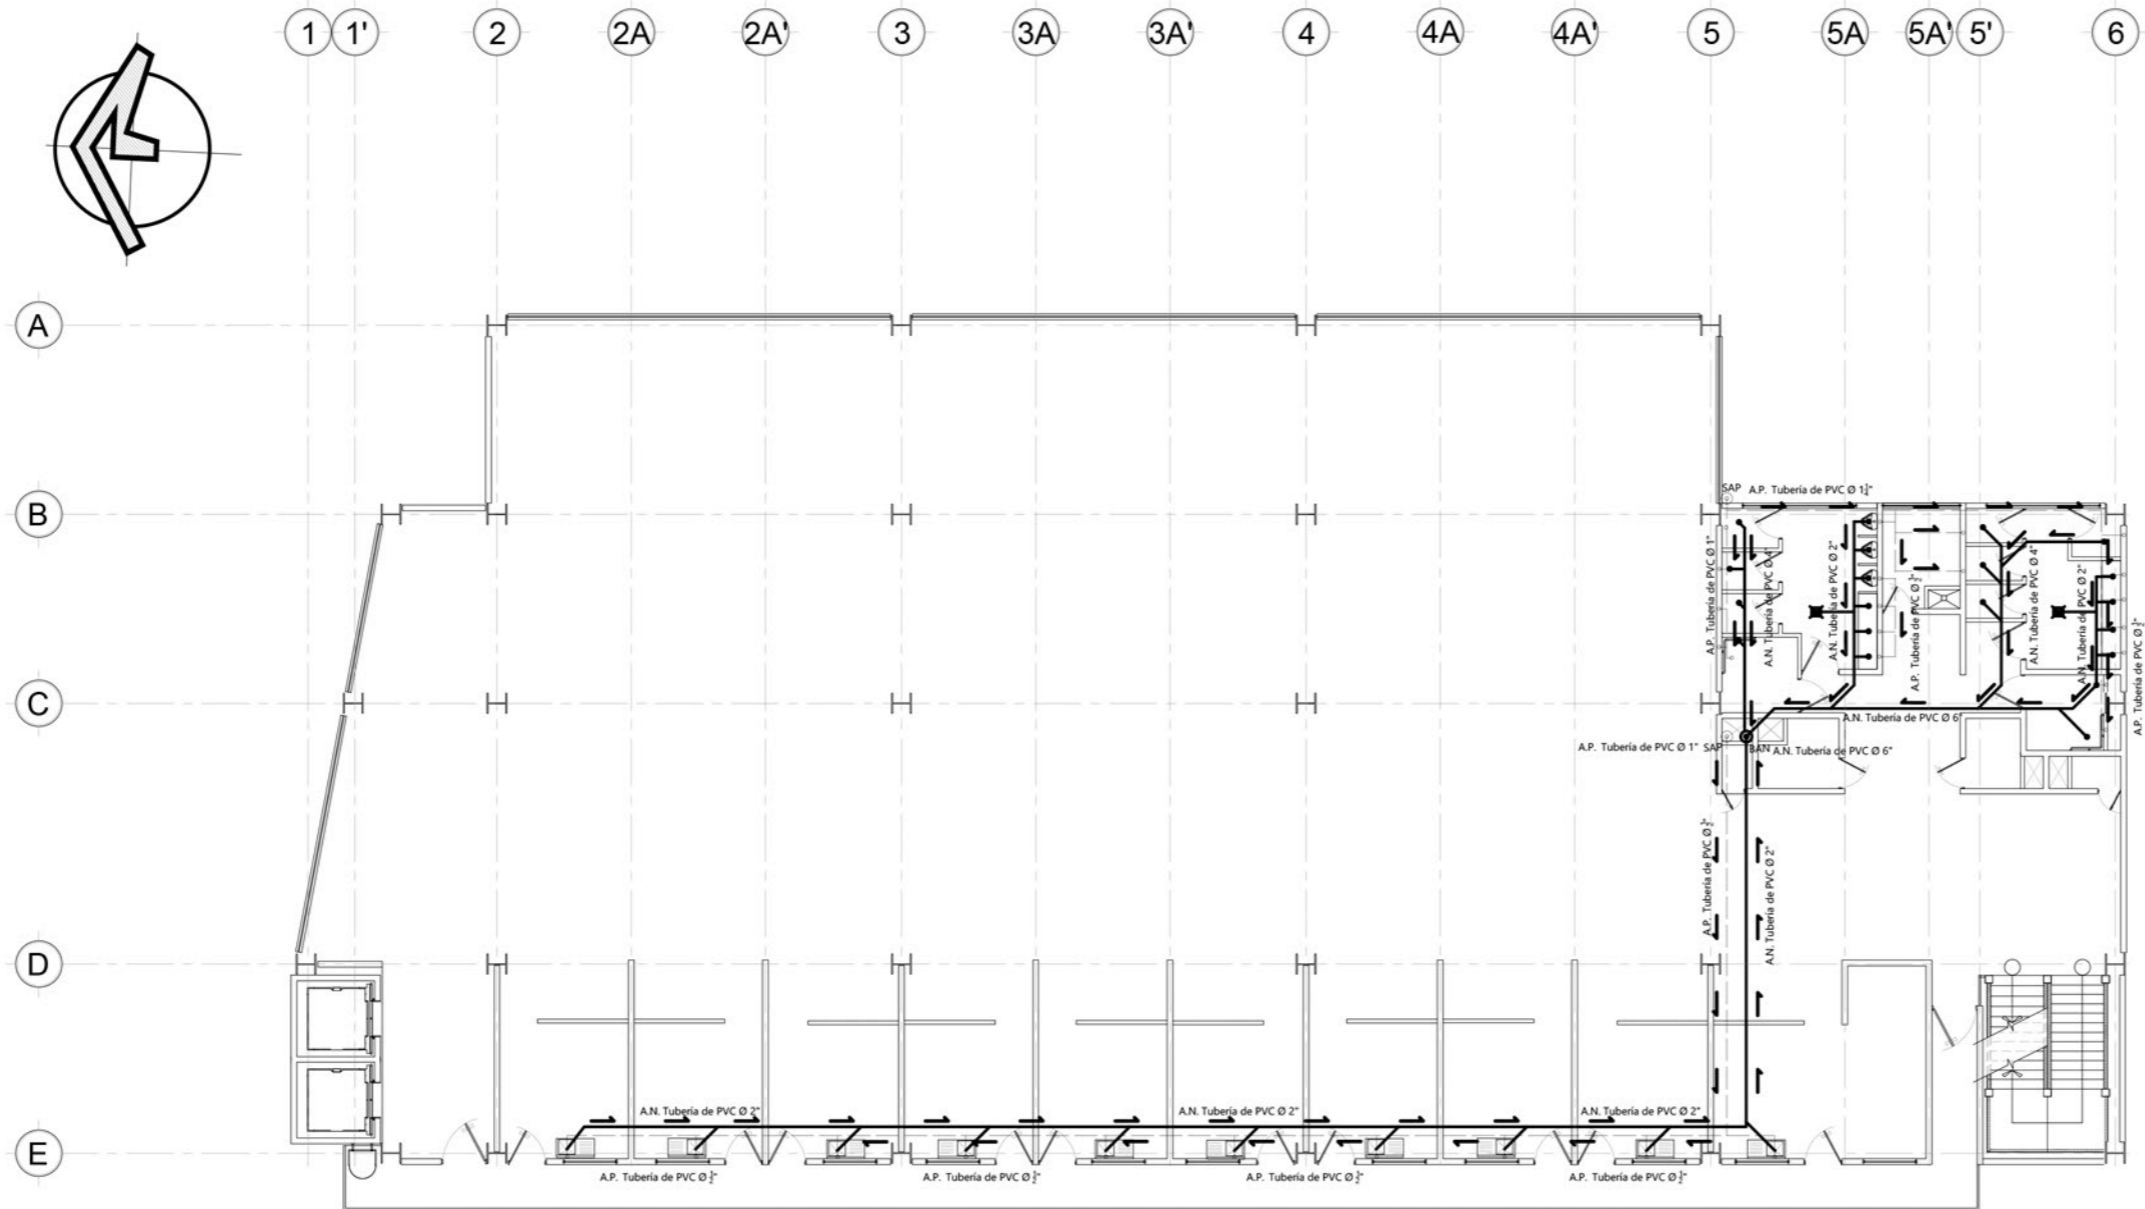 1 1' 2 2A 2A' 3 3A 3A' 4 4A 4A' 5 5A 5A' 5' 6
A
B
C
D
E
SAP A.P. Tubería de PVC Ø 1½"
A.P. Tubería de PVC Ø 1"
A.N. Tubería de PVC Ø 4"
A.N. Tubería de PVC Ø 2"
A.P. Tubería de PVC Ø ½"
A.N. Tubería de PVC Ø 4"
A.N. Tubería de PVC Ø 2"
A.P. Tubería de PVC Ø ½"
A.N. Tubería de PVC Ø 6"
A.P. Tubería de PVC Ø 1" SAP BAN A.N. Tubería de PVC Ø 6"
A.P. Tubería de PVC Ø ½"
A.N. Tubería de PVC Ø 2"
A.N. Tubería de PVC Ø 2" A.N. Tubería de PVC Ø 2" A.N. Tubería de PVC Ø 2"
A.P. Tubería de PVC Ø ½" A.P. Tubería de PVC Ø ½" A.P. Tubería de PVC Ø ½" A.P. Tubería de PVC Ø ½"